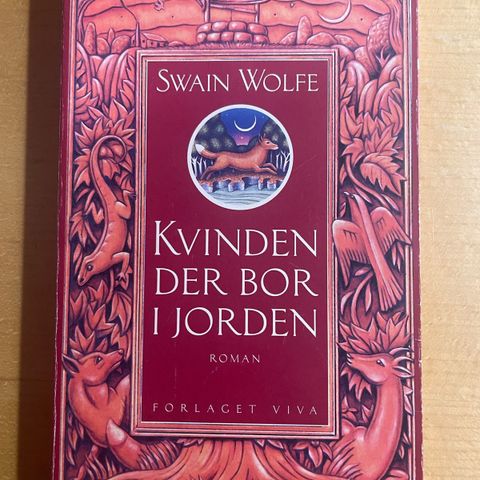 SWAIN WOLFE
KVINDEN
DER BOR
I JORDEN
ROMAN
FORLAGET VIVA